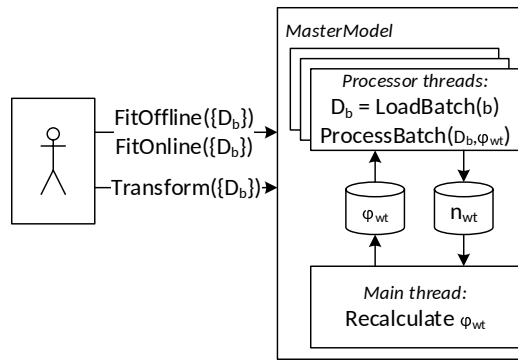 MasterModel
Processor threads:
D_b = LoadBatch(b)
ProcessBatch(D_b,φ_wt)
FitOffline({D_b})
FitOnline({D_b})
Transform({D_b})
φ_wt
n_wt
Main thread:
Recalculate φ_wt